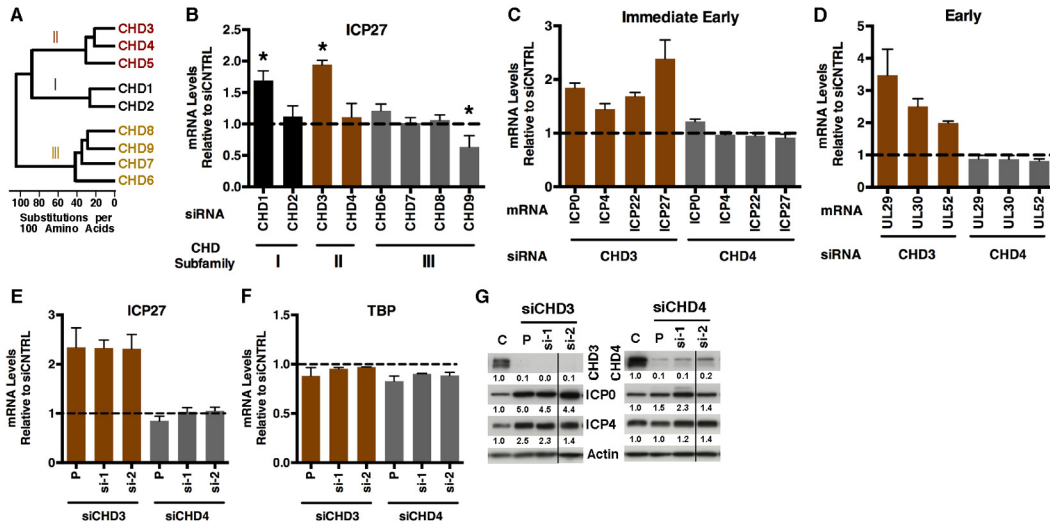 A
II
CHD3
CHD4
CHD5
I
CHD1
CHD2
III
CHD8
CHD9
CHD7
CHD6
100 80 60 40 20 0
Substitutions per
100 Amino Acids
B
ICP27
mRNA Levels
Relative to siCNTRL
2.5
2.0
1.5
1.0
0.5
0.0
* * *
siRNA
CHD1 CHD2 CHD3 CHD4 CHD6 CHD7 CHD8 CHD9
CHD
Subfamily
I II III
C
Immediate Early
mRNA Levels
Relative to siCNTRL
3
2
1
0
mRNA
ICP0 ICP4 ICP22 ICP27 ICP0 ICP4 ICP22 ICP27
siRNA CHD3 CHD4
D
Early
mRNA Levels
Relative to siCNTRL
5
4
3
2
1
0
mRNA
UL29 UL30 UL52 UL29 UL30 UL52
siRNA CHD3 CHD4
E
ICP27
mRNA Levels
Relative to siCNTRL
3
2
1
0
P si-1 si-2 P si-1 si-2
siCHD3 siCHD4
F
TBP
mRNA Levels
Relative to siCNTRL
1.5
1.0
0.5
0.0
P si-1 si-2 P si-1 si-2
siCHD3 siCHD4
G
siCHD3 siCHD4
C P si-1 si-2 C P si-1 si-2
CHD3 CHD4
1.0 0.1 0.0 0.1 1.0 0.1 0.1 0.2
ICP0
1.0 5.0 4.5 4.4 1.0 1.5 2.3 1.4
ICP4
1.0 2.5 2.3 1.4 1.0 1.0 1.2 1.4
Actin